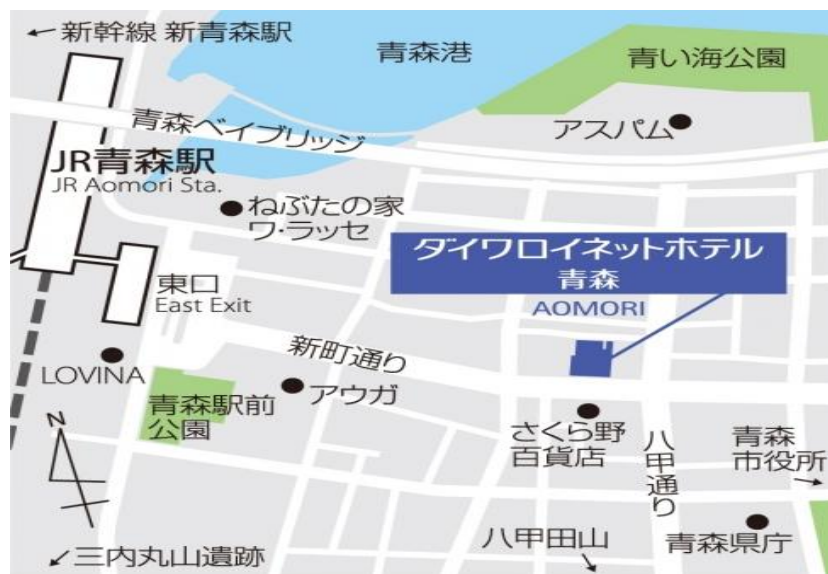 ←新幹線 新青森駅
青森港
青い海公園
青森ベイブリッジ
アスパム
JR青森駅
JR Aomori Sta.
ねぶたの家
ワ・ラッセ
ダイワロイネットホテル
青森
AOMORI
東口
East Exit
新町通り
LOVINA
アウガ
青森駅前
公園
さくら野
百貨店
八甲通り
青森
市役所
N
三内丸山遺跡
八甲田山
青森県庁